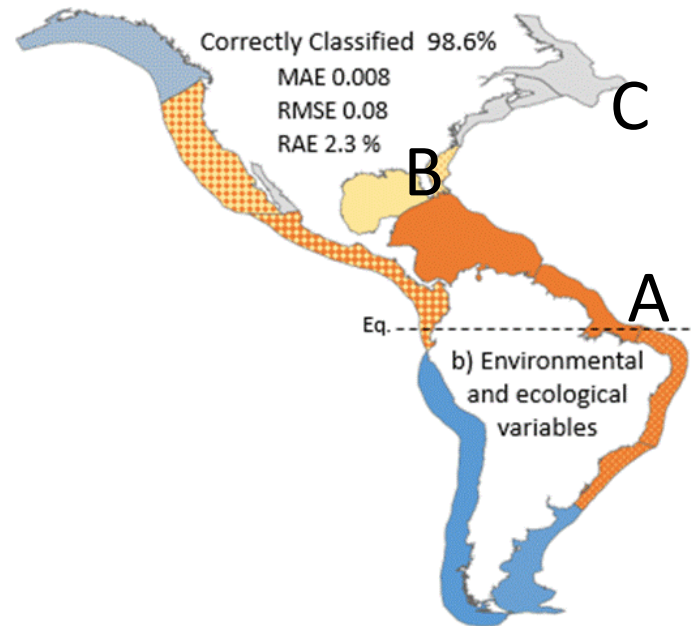 Correctly Classified 98.6%
MAE 0.008
RMSE 0.08
RAE 2.3 %
C
B
A
Eq.
b) Environmental
and ecological
variables